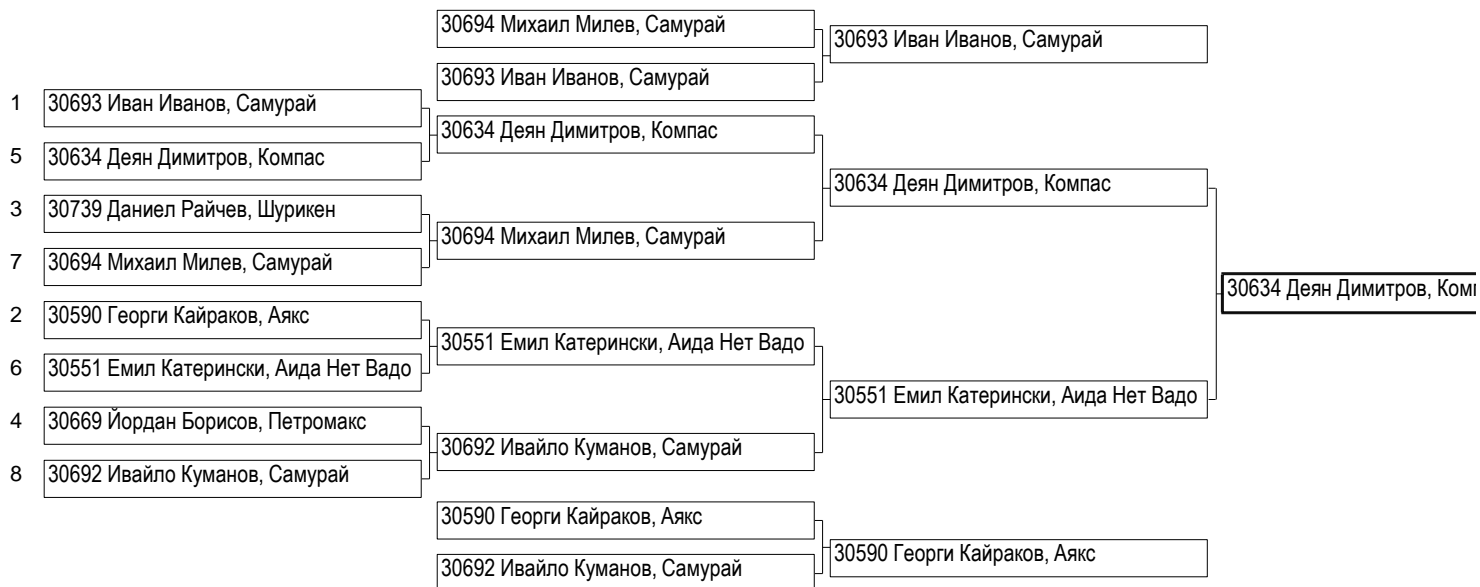 30694 Михаил Милев, Самурай
30693 Иван Иванов, Самурай
30693 Иван Иванов, Самурай
1 30693 Иван Иванов, Самурай
30634 Деян Димитров, Компас
5 30634 Деян Димитров, Компас
30634 Деян Димитров, Компас
3 30739 Даниел Райчев, Шурикен
30694 Михаил Милев, Самурай
7 30694 Михаил Милев, Самурай
30634 Деян Димитров, Комп
2 30590 Георги Кайраков, Аякс
30551 Емил Катерински, Аида Нет Вадо
6 30551 Емил Катерински, Аида Нет Вадо
30551 Емил Катерински, Аида Нет Вадо
4 30669 Йордан Борисов, Петромакс
30692 Ивайло Куманов, Самурай
8 30692 Ивайло Куманов, Самурай
30590 Георги Кайраков, Аякс
30590 Георги Кайраков, Аякс
30692 Ивайло Куманов, Самурай